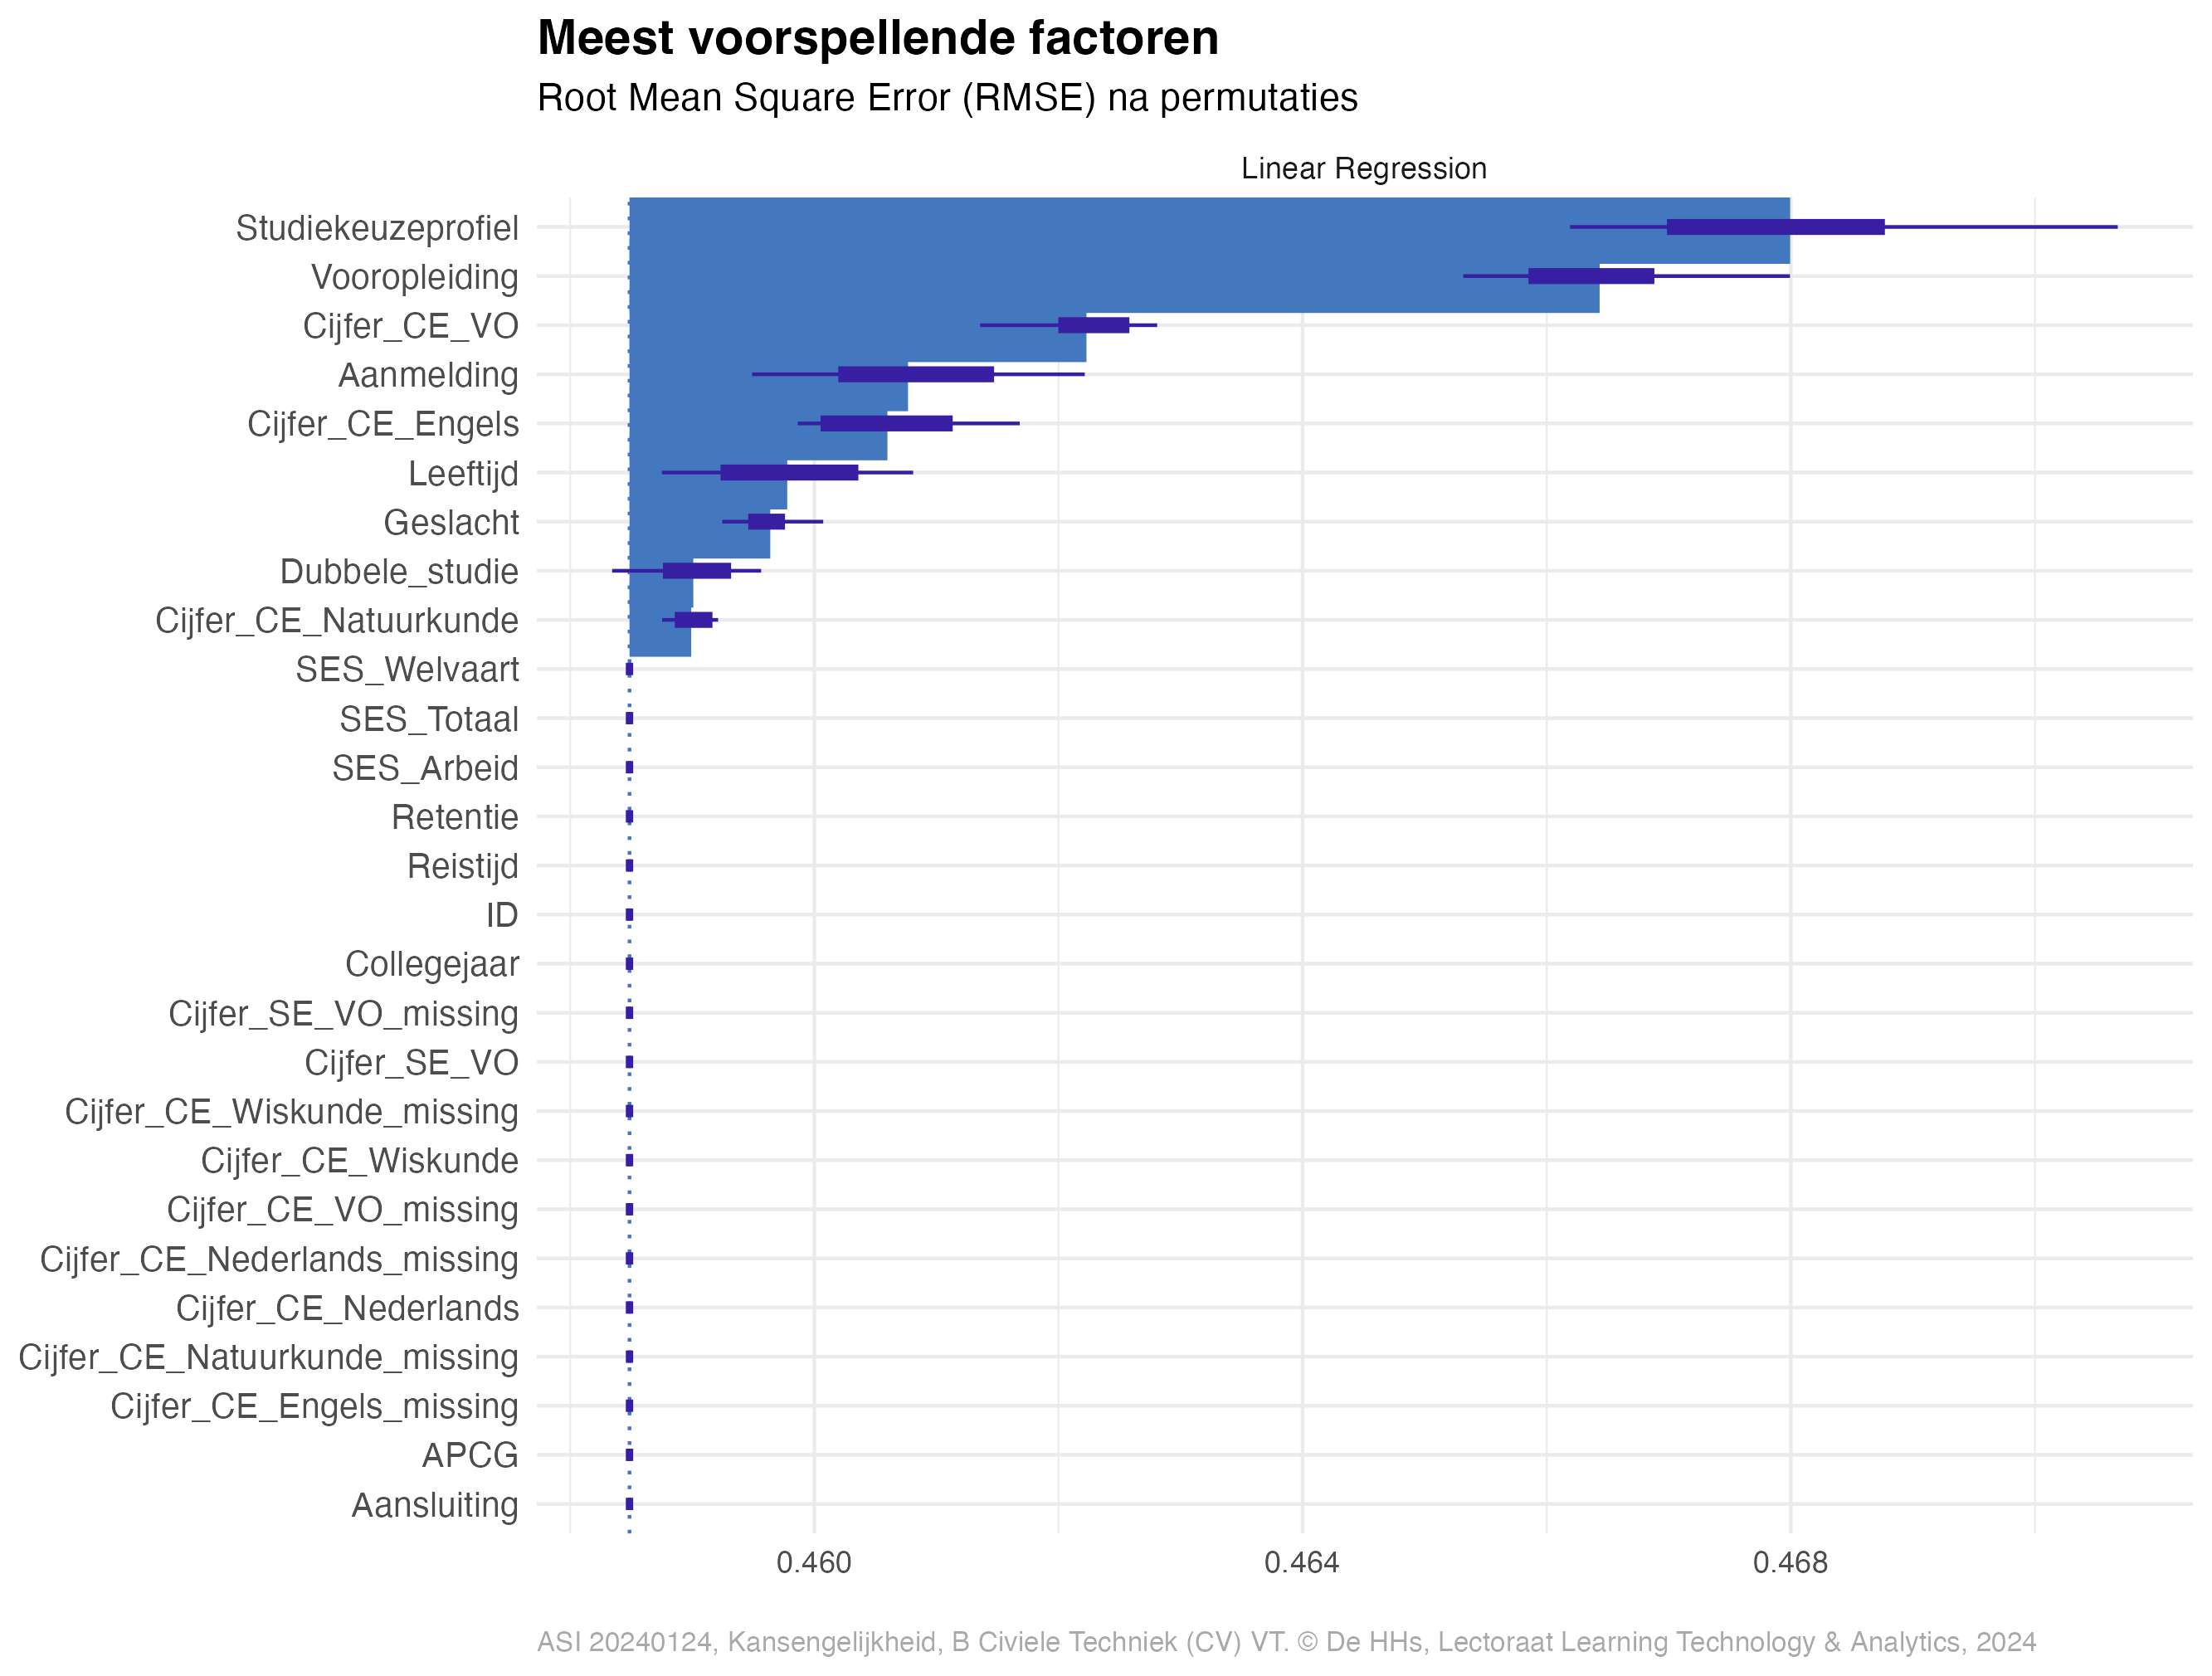 Meest voorspellende factoren
Root Mean Square Error (RMSE) na permutaties
Linear Regression
Studiekeuzeprofiel
Vooropleiding
Cijfer_CE_VO
Aanmelding
Cijfer_CE_Engels
Leeftijd
Geslacht
Dubbele_studie
Cijfer_CE_Natuurkunde
SES_Welvaart
SES_Totaal
SES_Arbeid
Retentie
Reistijd
ID
Collegejaar
Cijfer_SE_VO_missing
Cijfer_SE_VO
Cijfer_CE_Wiskunde_missing
Cijfer_CE_Wiskunde
Cijfer_CE_VO_missing
Cijfer_CE_Nederlands_missing
Cijfer_CE_Nederlands
Cijfer_CE_Natuurkunde_missing
Cijfer_CE_Engels_missing
APCG
Aansluiting
0.460 0.464 0.468
ASI 20240124, Kansengelijkheid, B Civiele Techniek (CV) VT. © De HHs, Lectoraat Learning Technology & Analytics, 2024